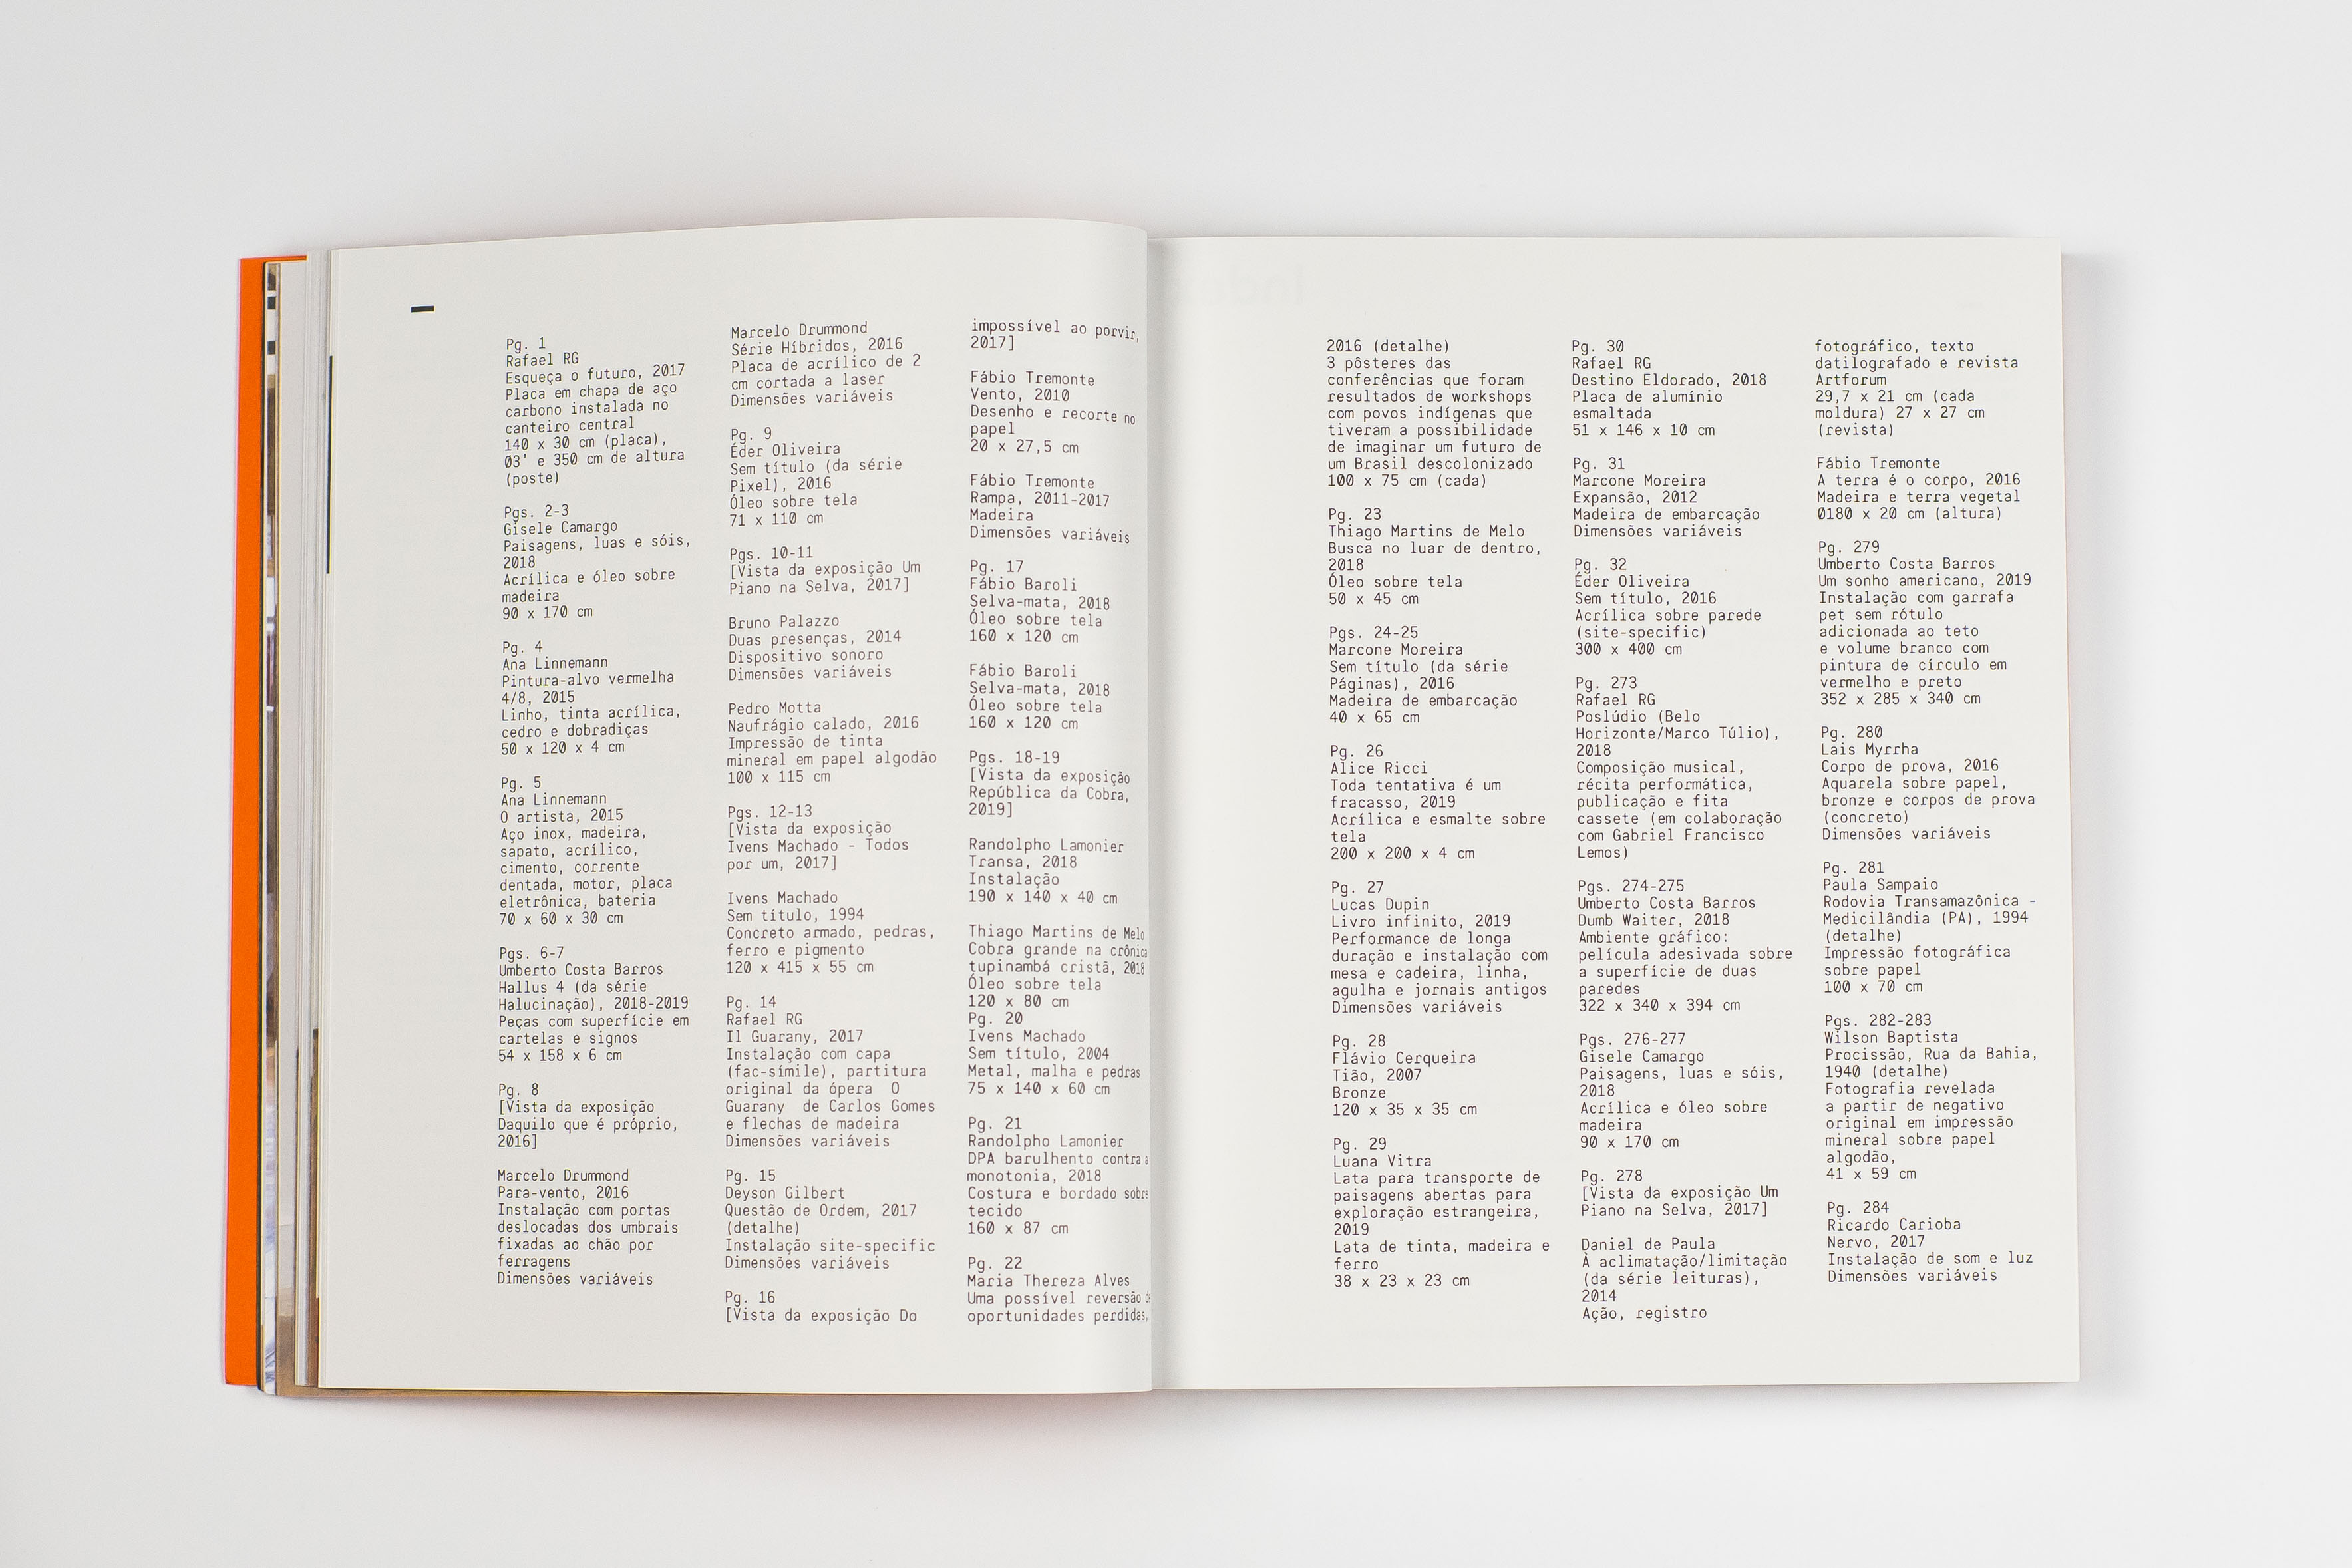 Pg. 1
Rafael RG
Esqueça o futuro, 2017
Placa em chapa de aço
carbono instalada no
canteiro central
140 x 30 cm (placa),
Ø3' e 350 cm de altura
(poste)
Pgs. 2-3
Gisele Camargo
Paisagens, luas e sóis,
2018
Acrílica e óleo sobre
madeira
90 x 170 cm
Pg. 4
Ana Linnemann
Pintura-alvo vermelha
4/8, 2015
Linho, tinta acrílica,
cedro e dobradiças
50 x 120 x 4 cm
Pg. 5
Ana Linnemann
O artista, 2015
Aço inox, madeira,
sapato, acrílico,
cimento, corrente
dentada, motor, placa
eletrônica, bateria
70 x 60 x 30 cm
Pgs. 6-7
Umberto Costa Barros
Hallus 4 (da série
Halucinação), 2018-2019
Peças com superfície em
cartelas e signos
54 x 158 x 6 cm
Pg. 8
[Vista da exposição
Daquilo que é próprio,
2016]
Marcelo Drummond
Para-vento, 2016
Instalação com portas
deslocadas dos umbrais
fixadas ao chão por
ferragens
Dimensões variáveis
Marcelo Drummond
Série Híbridos, 2016
Placa de acrílico de 2
cm cortada a laser
Dimensões variáveis
Pg. 9
Éder Oliveira
Sem título (da série
Pixel), 2016
Óleo sobre tela
71 x 110 cm
Pgs. 10-11
[Vista da exposição Um
Piano na Selva, 2017]
Bruno Palazzo
Duas presenças, 2014
Dispositivo sonoro
Dimensões variáveis
Pedro Motta
Naufrágio calado, 2016
Impressão de tinta
mineral em papel algodão
100 x 115 cm
Pgs. 12-13
[Vista da exposição
Ivens Machado - Todos
por um, 2017]
Ivens Machado
Sem título, 1994
Concreto armado, pedras,
ferro e pigmento
120 x 415 x 55 cm
Pg. 14
Rafael RG
Il Guarany, 2017
Instalação com capa
(fac-símile), partitura
original da ópera O
Guarany de Carlos Gomes
e flechas de madeira
Dimensões variáveis
Pg. 15
Deyson Gilbert
Questão de Ordem, 2017
(detalhe)
Instalação site-specific
Dimensões variáveis
Pg. 16
[Vista da exposição Do
impossível ao porvir,
2017]
Fábio Tremonte
Vento, 2010
Desenho e recorte no
papel
20 x 27,5 cm
Fábio Tremonte
Rampa, 2011-2017
Madeira
Dimensões variáveis
Pg. 17
Fábio Baroli
Selva-mata, 2018
Óleo sobre tela
160 x 120 cm
Fábio Baroli
Selva-mata, 2018
Óleo sobre tela
160 x 120 cm
Pgs. 18-19
[Vista da exposição
República da Cobra,
2019]
Randolpho Lamonier
Transa, 2018
Instalação
190 x 140 x 40 cm
Thiago Martins de Melo
Cobra grande na crônica
tupinambá cristã, 2018
Óleo sobre tela
120 x 80 cm
Pg. 20
Ivens Machado
Sem título, 2004
Metal, malha e pedras
75 x 140 x 60 cm
Pg. 21
Randolpho Lamonier
DPA barulhento contra a
monotonia, 2018
Costura e bordado sobre
tecido
160 x 87 cm
Pg. 22
Maria Thereza Alves
Uma possível reversão de
oportunidades perdidas,
2016 (detalhe)
3 pôsteres das
conferências que foram
resultados de workshops
com povos indígenas que
tiveram a possibilidade
de imaginar um futuro de
um Brasil descolonizado
100 x 75 cm (cada)
Pg. 23
Thiago Martins de Melo
Busca no luar de dentro,
2018
Óleo sobre tela
50 x 45 cm
Pgs. 24-25
Marcone Moreira
Sem título (da série
Páginas), 2016
Madeira de embarcação
40 x 65 cm
Pg. 26
Alice Ricci
Toda tentativa é um
fracasso, 2019
Acrílica e esmalte sobre
tela
200 x 200 x 4 cm
Pg. 27
Lucas Dupin
Livro infinito, 2019
Performance de longa
duração e instalação com
mesa e cadeira, linha,
agulha e jornais antigos
Dimensões variáveis
Pg. 28
Flávio Cerqueira
Tião, 2007
Bronze
120 x 35 x 35 cm
Pg. 29
Luana Vitra
Lata para transporte de
paisagens abertas para
exploração estrangeira,
2019
Lata de tinta, madeira e
ferro
38 x 23 x 23 cm
Pg. 30
Rafael RG
Destino Eldorado, 2018
Placa de alumínio
esmaltada
51 x 146 x 10 cm
Pg. 31
Marcone Moreira
Expansão, 2012
Madeira de embarcação
Dimensões variáveis
Pg. 32
Éder Oliveira
Sem título, 2016
Acrílica sobre parede
(site-specific)
300 x 400 cm
Pg. 273
Rafael RG
Poslúdio (Belo
Horizonte/Marco Túlio),
2018
Composição musical,
récita performática,
publicação e fita
cassete (em colaboração
com Gabriel Francisco
Lemos)
Pgs. 274-275
Umberto Costa Barros
Dumb Waiter, 2018
Ambiente gráfico:
película adesivada sobre
a superfície de duas
paredes
322 x 340 x 394 cm
Pgs. 276-277
Gisele Camargo
Paisagens, luas e sóis,
2018
Acrílica e óleo sobre
madeira
90 x 170 cm
Pg. 278
[Vista da exposição Um
Piano na Selva, 2017]
Daniel de Paula
À aclimatação/limitação
(da série leituras),
2014
Ação, registro
fotográfico, texto
datilografado e revista
Artforum
29,7 x 21 cm (cada
moldura) 27 x 27 cm
(revista)
Fábio Tremonte
A terra é o corpo, 2016
Madeira e terra vegetal
Ø180 x 20 cm (altura)
Pg. 279
Umberto Costa Barros
Um sonho americano, 2019
Instalação com garrafa
pet sem rótulo
adicionada ao teto
e volume branco com
pintura de círculo em
vermelho e preto
352 x 285 x 340 cm
Pg. 280
Lais Myrrha
Corpo de prova, 2016
Aquarela sobre papel,
bronze e corpos de prova
(concreto)
Dimensões variáveis
Pg. 281
Paula Sampaio
Rodovia Transamazônica -
Medicilândia (PA), 1994
(detalhe)
Impressão fotográfica
sobre papel
100 x 70 cm
Pgs. 282-283
Wilson Baptista
Procissão, Rua da Bahia,
1940 (detalhe)
Fotografia revelada
a partir de negativo
original em impressão
mineral sobre papel
algodão,
41 x 59 cm
Pg. 284
Ricardo Carioba
Nervo, 2017
Instalação de som e luz
Dimensões variáveis